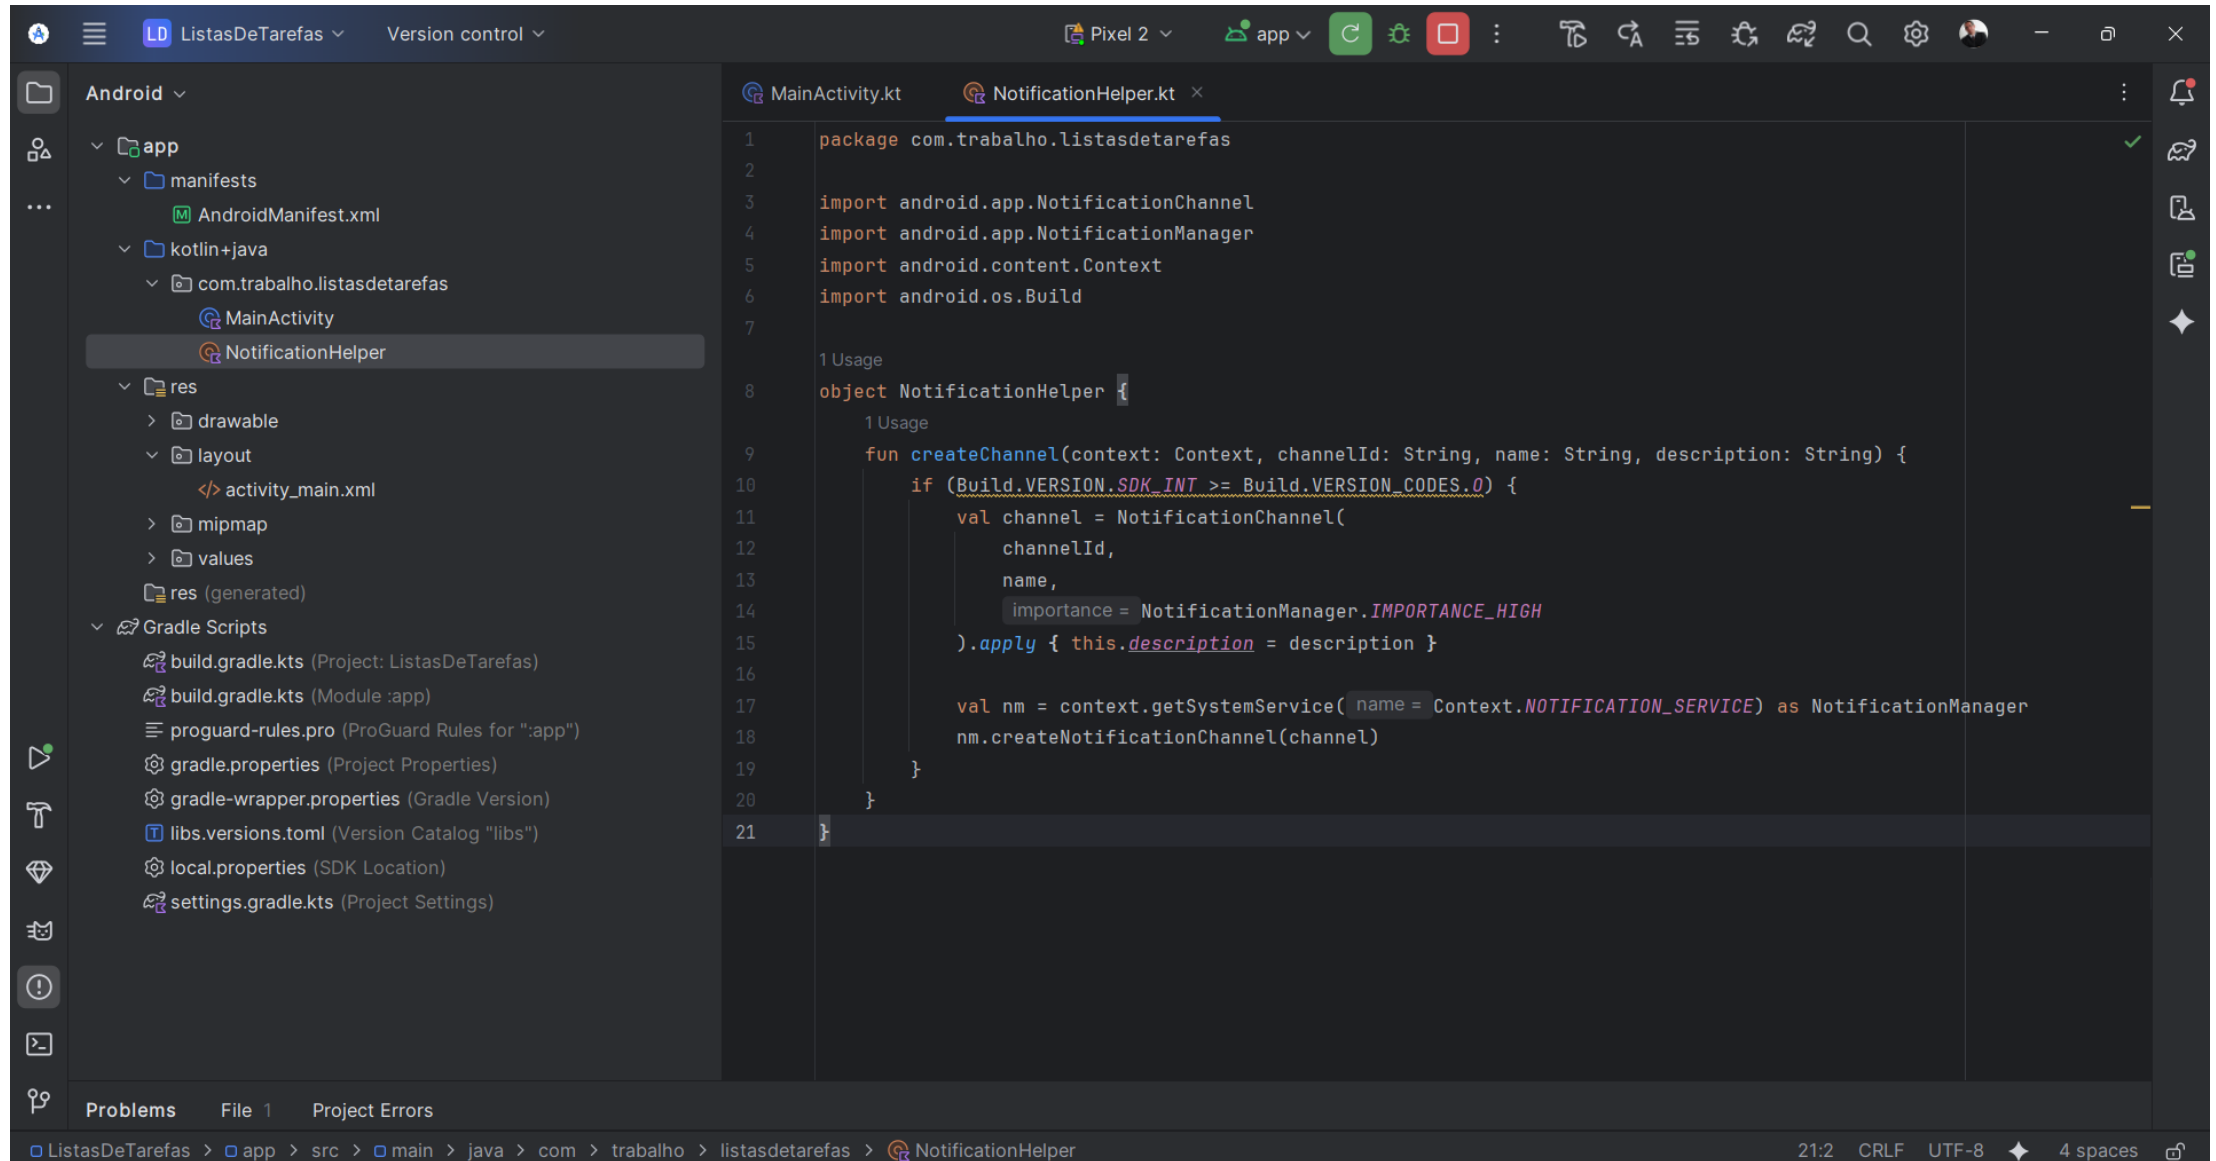 LD ListasDeTarefas Version control Pixel 2 app
Android
app
manifests
AndroidManifest.xml
kotlin+java
com.trabalho.listasdetarefas
MainActivity
NotificationHelper
res
drawable
layout
activity_main.xml
mipmap
values
res (generated)
Gradle Scripts
build.gradle.kts (Project: ListasDeTarefas)
build.gradle.kts (Module :app)
proguard-rules.pro (ProGuard Rules for ":app")
gradle.properties (Project Properties)
gradle-wrapper.properties (Gradle Version)
libs.versions.toml (Version Catalog "libs")
local.properties (SDK Location)
settings.gradle.kts (Project Settings)
MainActivity.kt NotificationHelper.kt
1 package com.trabalho.listasdetarefas
2
3 import android.app.NotificationChannel
4 import android.app.NotificationManager
5 import android.content.Context
6 import android.os.Build
7
1 Usage
8 object NotificationHelper {
1 Usage
9 fun createChannel(context: Context, channelId: String, name: String, description: String) {
10 if (Build.VERSION.SDK_INT >= Build.VERSION_CODES.O) {
11 val channel = NotificationChannel(
12 channelId,
13 name,
14 importance = NotificationManager.IMPORTANCE_HIGH
15 ).apply { this.description = description }
16
17 val nm = context.getSystemService( name = Context.NOTIFICATION_SERVICE) as NotificationManager
18 nm.createNotificationChannel(channel)
19 }
20 }
21 }
Problems File 1 Project Errors
ListasDeTarefas > app > src > main > java > com > trabalho > listasdetarefas > NotificationHelper 21:2 CRLF UTF-8 4 spaces